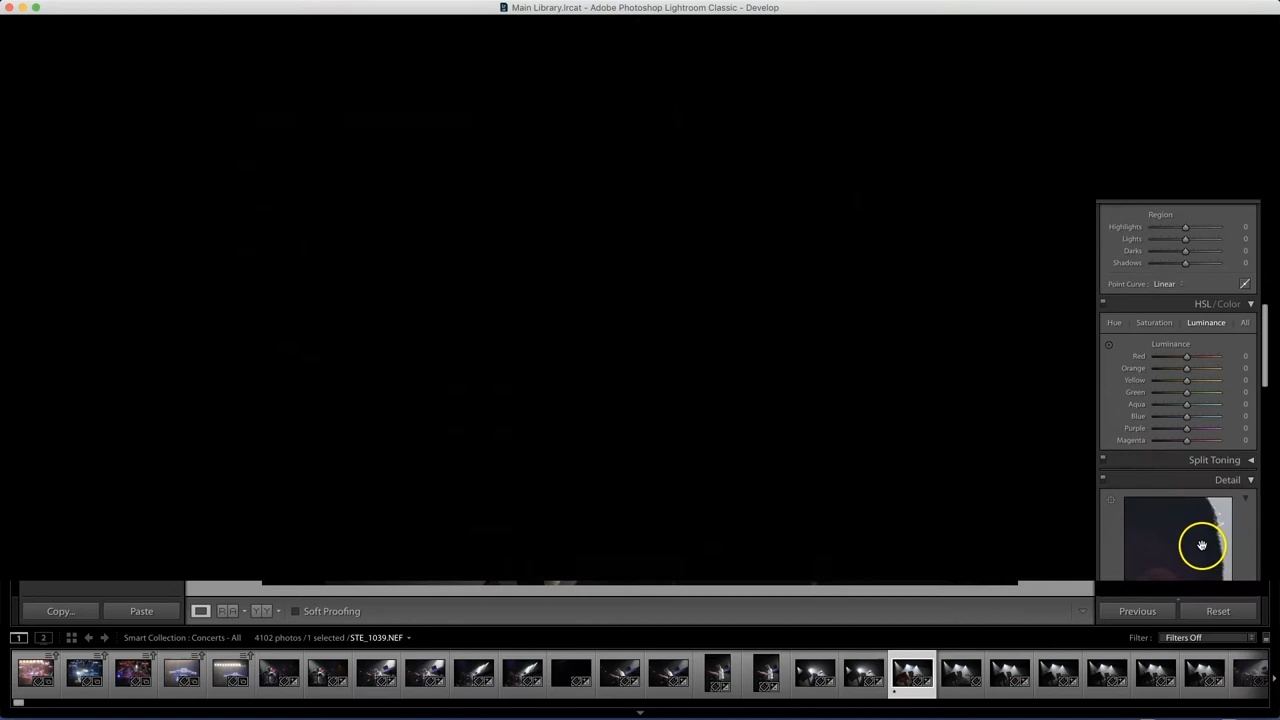 Main Library.lrcat - Adobe Photoshop Lightroom Classic - Develop
Region
Highlights 0
Lights 0
Darks 0
Shadows 0
Point Curve : Linear
HSL / Color
Hue Saturation Luminance All
Luminance
Red 0
Orange 0
Yellow 0
Green 0
Aqua 0
Blue 0
Purple 0
Magenta 0
Split Toning
Detail
Copy... Paste Soft Proofing Previous Reset
1 2 Smart Collection : Concerts - All 4102 photos / 1 selected / STE_1039.NEF Filter : Filters Off